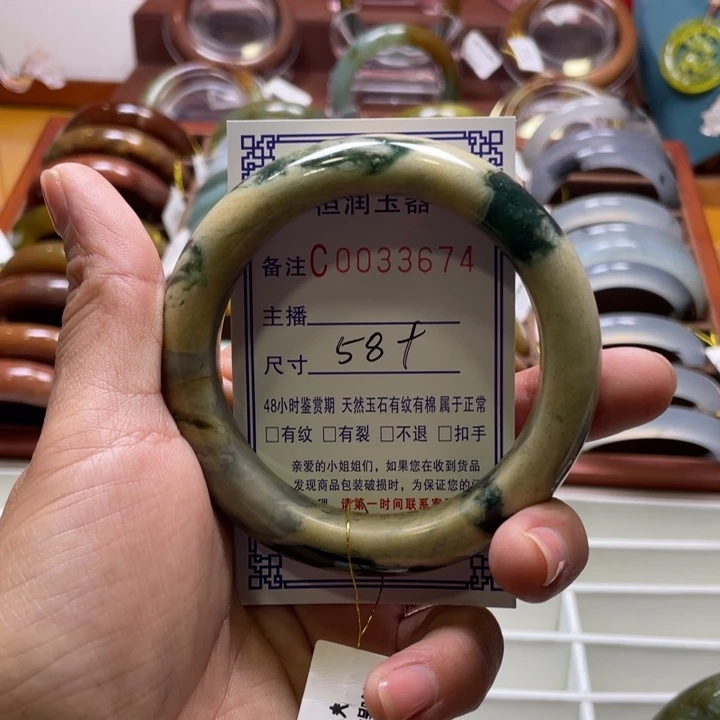 恒润玉器
备注C0033674
主播
尺寸 58+
48小时鉴赏期 天然玉石有纹有棉 属于正常
□有纹 □有裂 □不退 □扣手
亲爱的小姐姐们，如果您在收到货品
发现商品包装破损时，为保证您的
理，请第一时间联系客